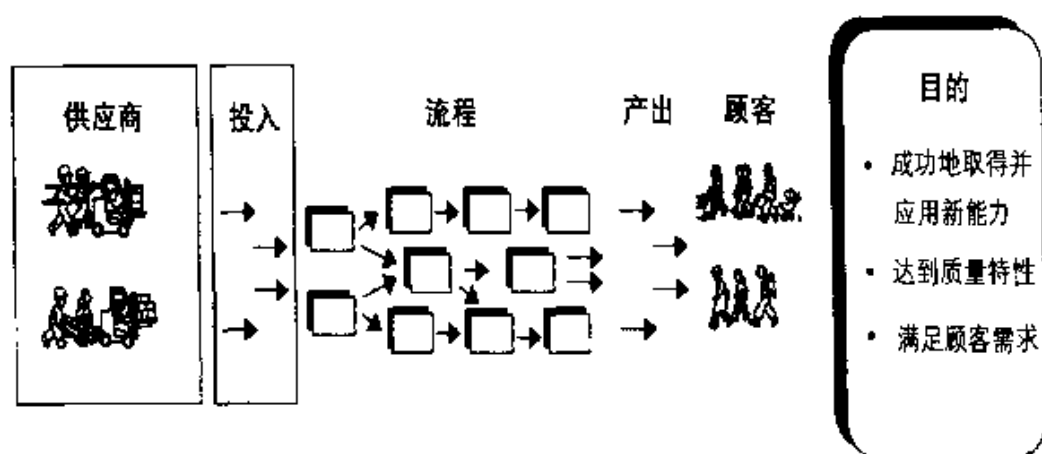 供应商
投入
流程
产出
顾客
目的
• 成功地取得并
应用新能力
• 达到质量特性
• 满足顾客需求